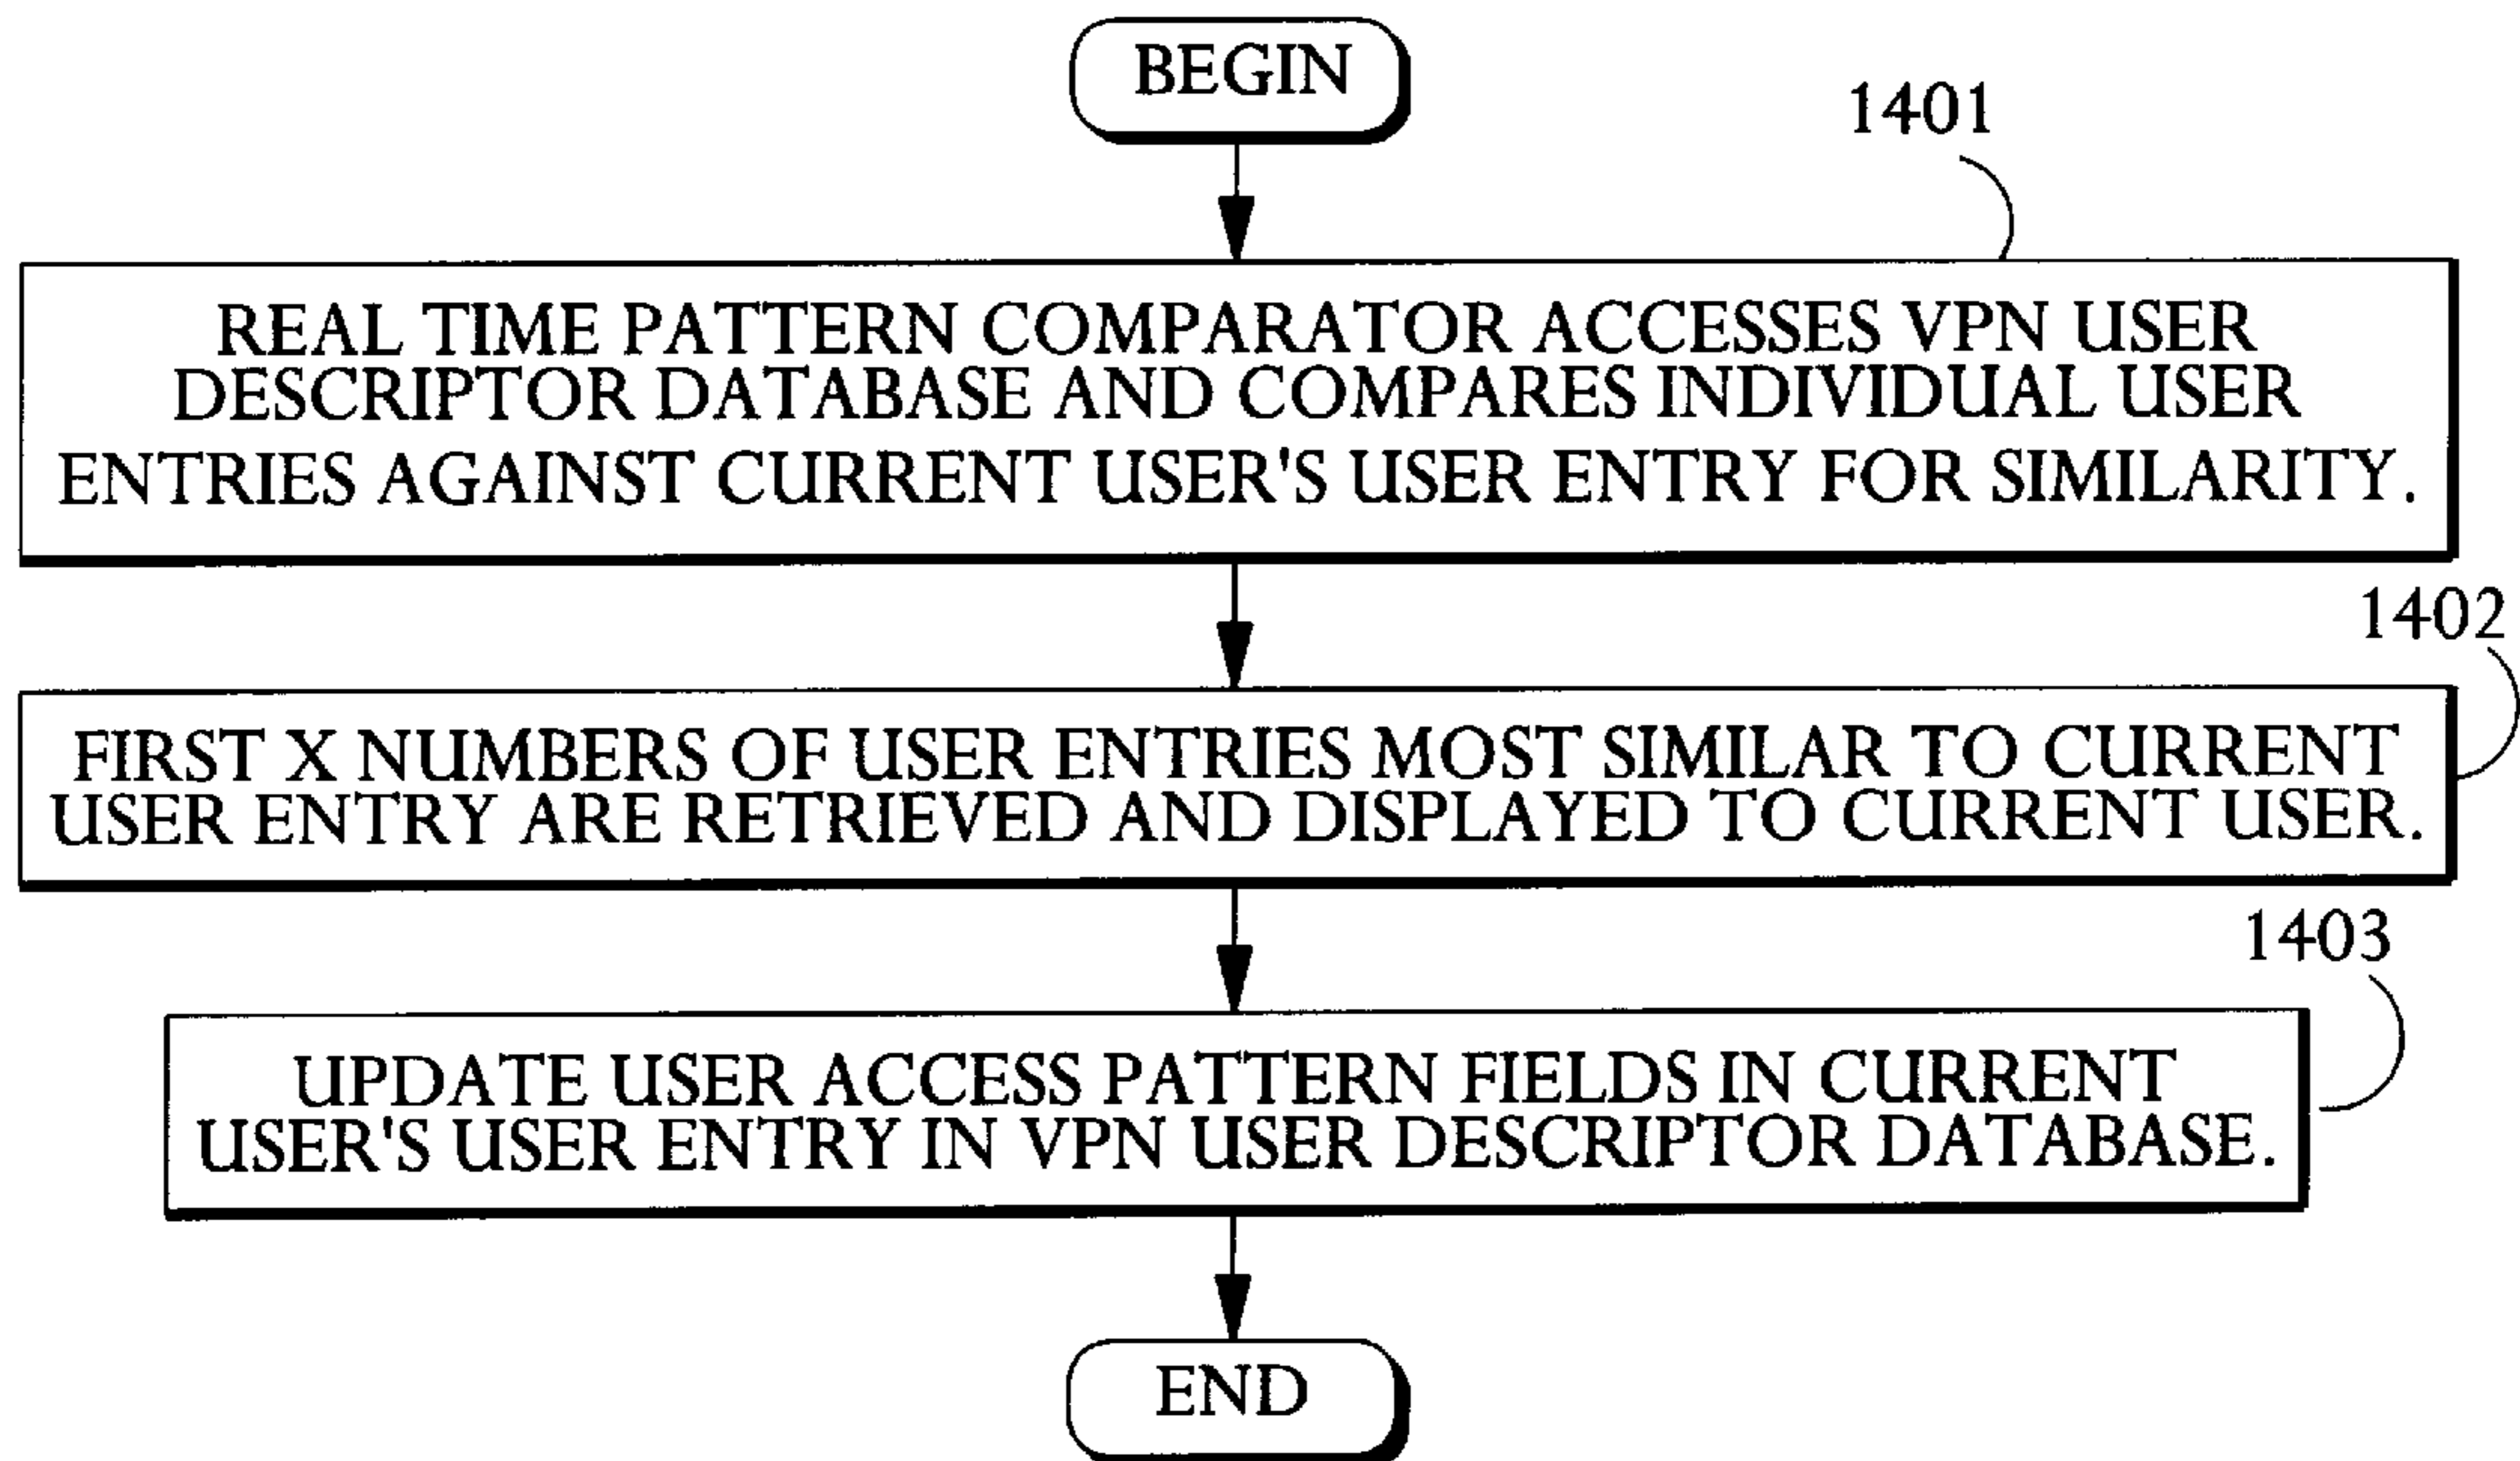 BEGIN
1401
REAL TIME PATTERN COMPARATOR ACCESSES VPN USER
DESCRIPTOR DATABASE AND COMPARES INDIVIDUAL USER
ENTRIES AGAINST CURRENT USER'S USER ENTRY FOR SIMILARITY.
1402
FIRST X NUMBERS OF USER ENTRIES MOST SIMILAR TO CURRENT
USER ENTRY ARE RETRIEVED AND DISPLAYED TO CURRENT USER.
1403
UPDATE USER ACCESS PATTERN FIELDS IN CURRENT
USER'S USER ENTRY IN VPN USER DESCRIPTOR DATABASE.
END